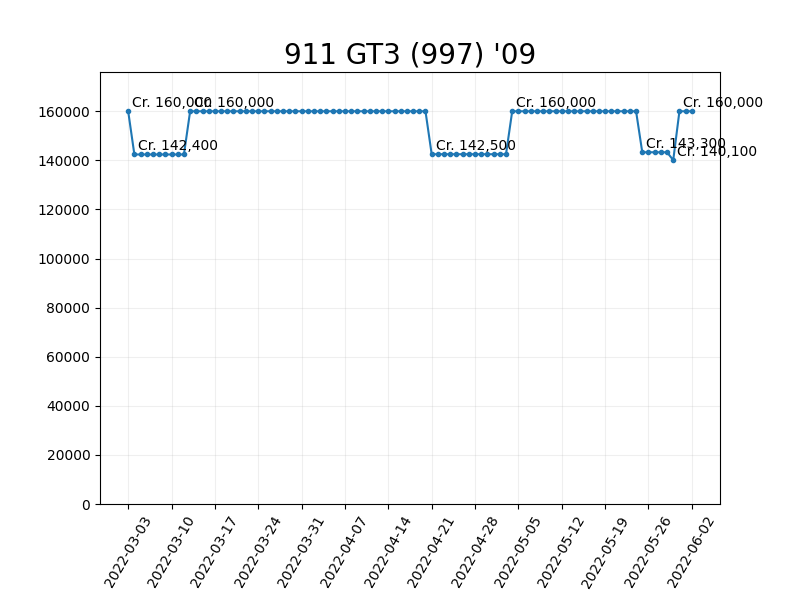 911 GT3 (997) '09
160000
140000
120000
100000
80000
60000
40000
20000
0
Cr. 160,000
Cr. 142,400
Cr. 160,000
Cr. 142,500
Cr. 160,000
Cr. 143,300
Cr. 140,100
Cr. 160,000
2022-03-03
2022-03-10
2022-03-17
2022-03-24
2022-03-31
2022-04-07
2022-04-14
2022-04-21
2022-04-28
2022-05-05
2022-05-12
2022-05-19
2022-05-26
2022-06-02